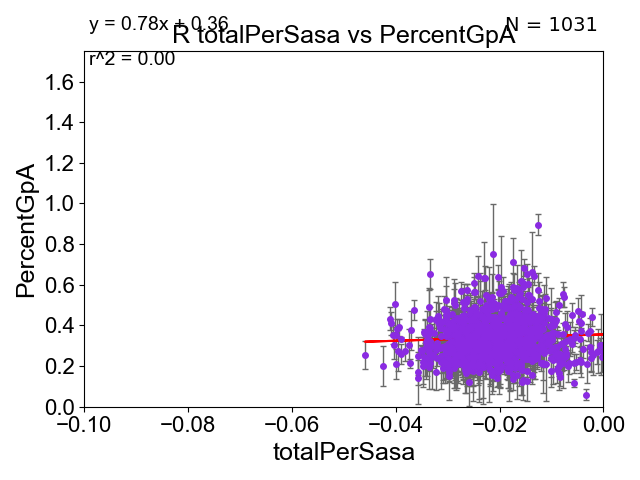 y = 0.78x + 0.36
N = 1031
R totalPerSasa vs PercentGpA
r^2 = 0.00
1.6
1.4
1.2
1.0
0.8
0.6
0.4
0.2
0.0
PercentGpA
−0.10
−0.08
−0.06
−0.04
−0.02
0.00
totalPerSasa